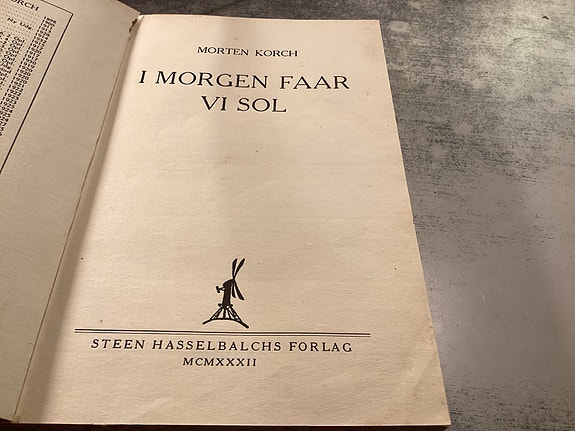 MORTEN KORCH
I MORGEN FAAR
VI SOL
STEEN HASSELBALCHS FORLAG
MCMXXXII